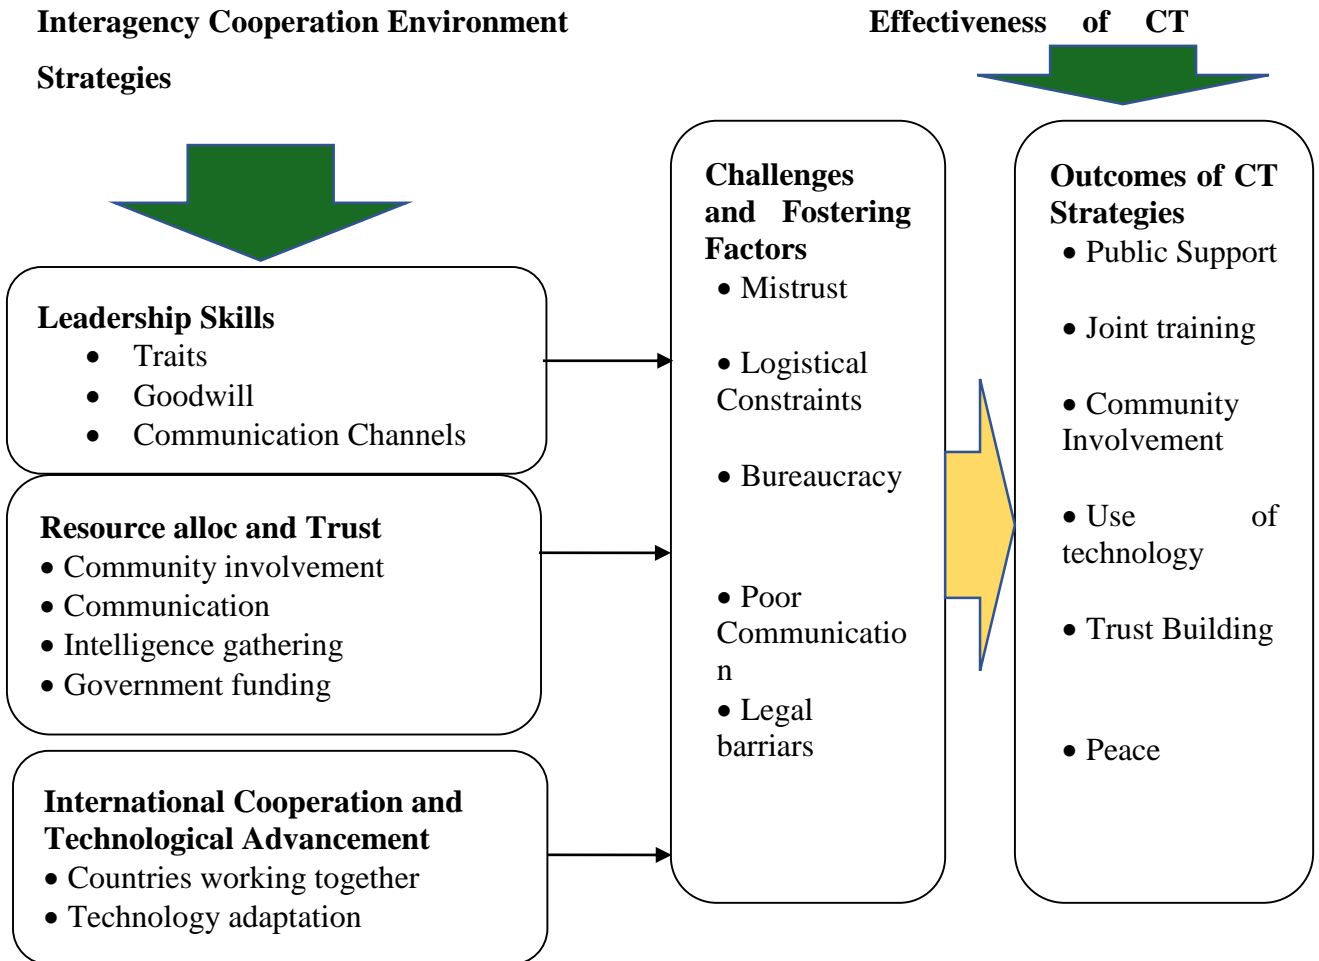 Interagency Cooperation Environment
Effectiveness of CT
Strategies
Leadership Skills
• Traits
• Goodwill
• Communication Channels
Resource alloc and Trust
• Community involvement
• Communication
• Intelligence gathering
• Government funding
International Cooperation and
Technological Advancement
• Countries working together
• Technology adaptation
Challenges
and Fostering
Factors
• Mistrust
• Logistical
Constraints
• Bureaucracy
• Poor
Communicatio
n
• Legal
barriars
Outcomes of CT
Strategies
• Public Support
• Joint training
• Community
Involvement
• Use of
technology
• Trust Building
• Peace